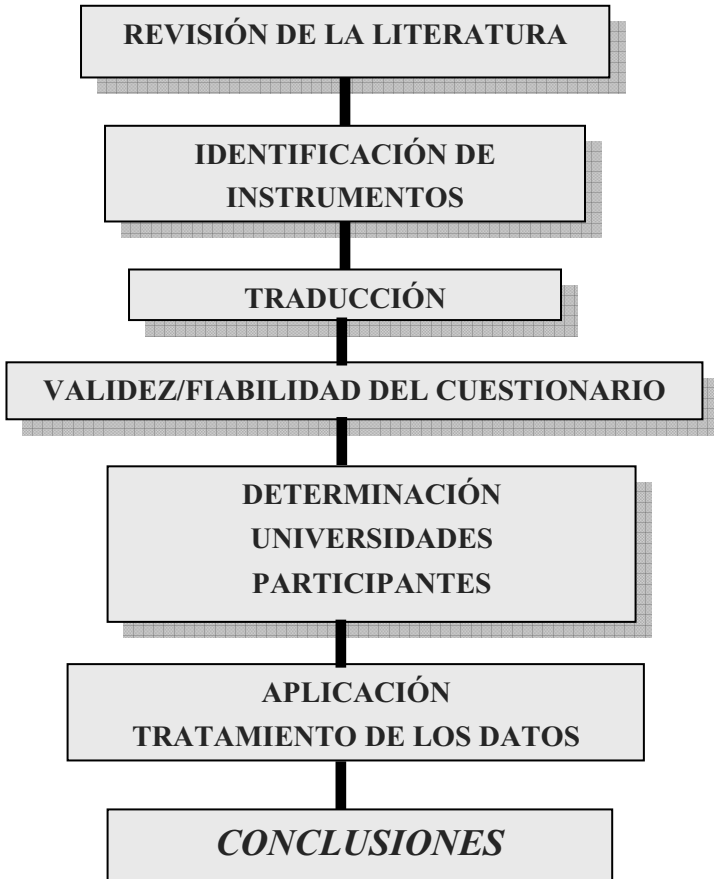 REVISIÓN DE LA LITERATURA
IDENTIFICACIÓN DE
INSTRUMENTOS
TRADUCCIÓN
VALIDEZ/FIABILIDAD DEL CUESTIONARIO
DETERMINACIÓN
UNIVERSIDADES
PARTICIPANTES
APLICACIÓN
TRATAMIENTO DE LOS DATOS
CONCLUSIONES